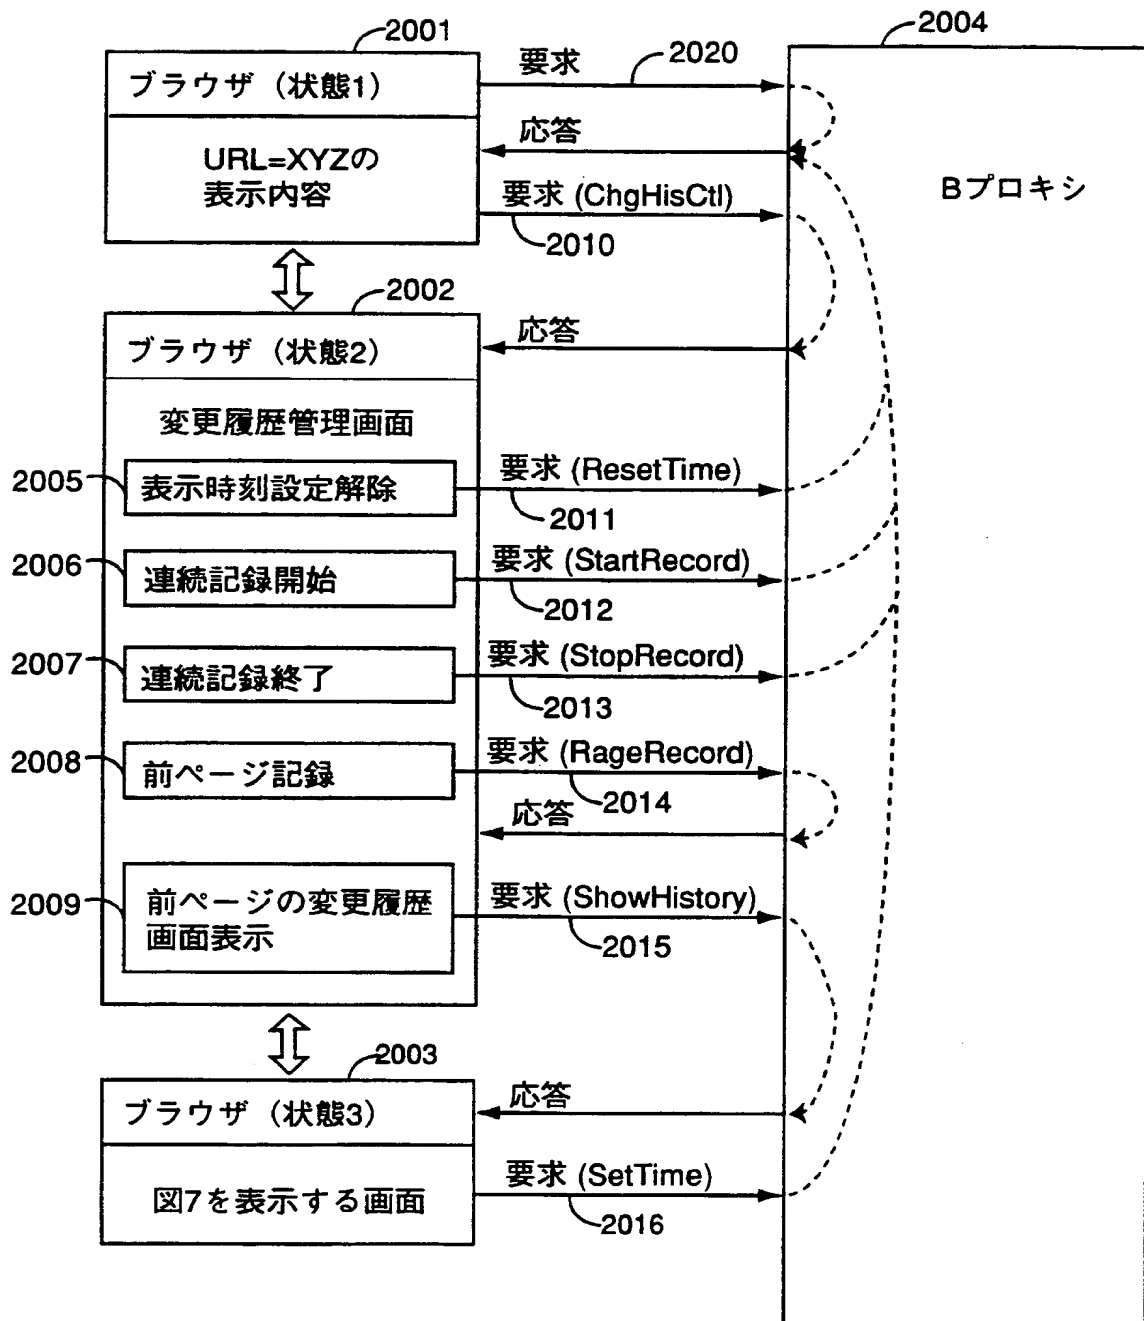 2001
2004
ブラウザ（状態1）
要求
2020
応答
URL=XYZの
表示内容
Bプロキシ
要求 (ChgHisCtl)
2010
2002
ブラウザ（状態2）
応答
変更履歴管理画面
2005
表示時刻設定解除
要求 (ResetTime)
2011
2006
連続記録開始
要求 (StartRecord)
2012
2007
連続記録終了
要求 (StopRecord)
2013
2008
前ページ記録
要求 (RageRecord)
2014
応答
2009
前ページの変更履歴
画面表示
要求 (ShowHistory)
2015
2003
ブラウザ（状態3）
応答
図7を表示する画面
要求 (SetTime)
2016